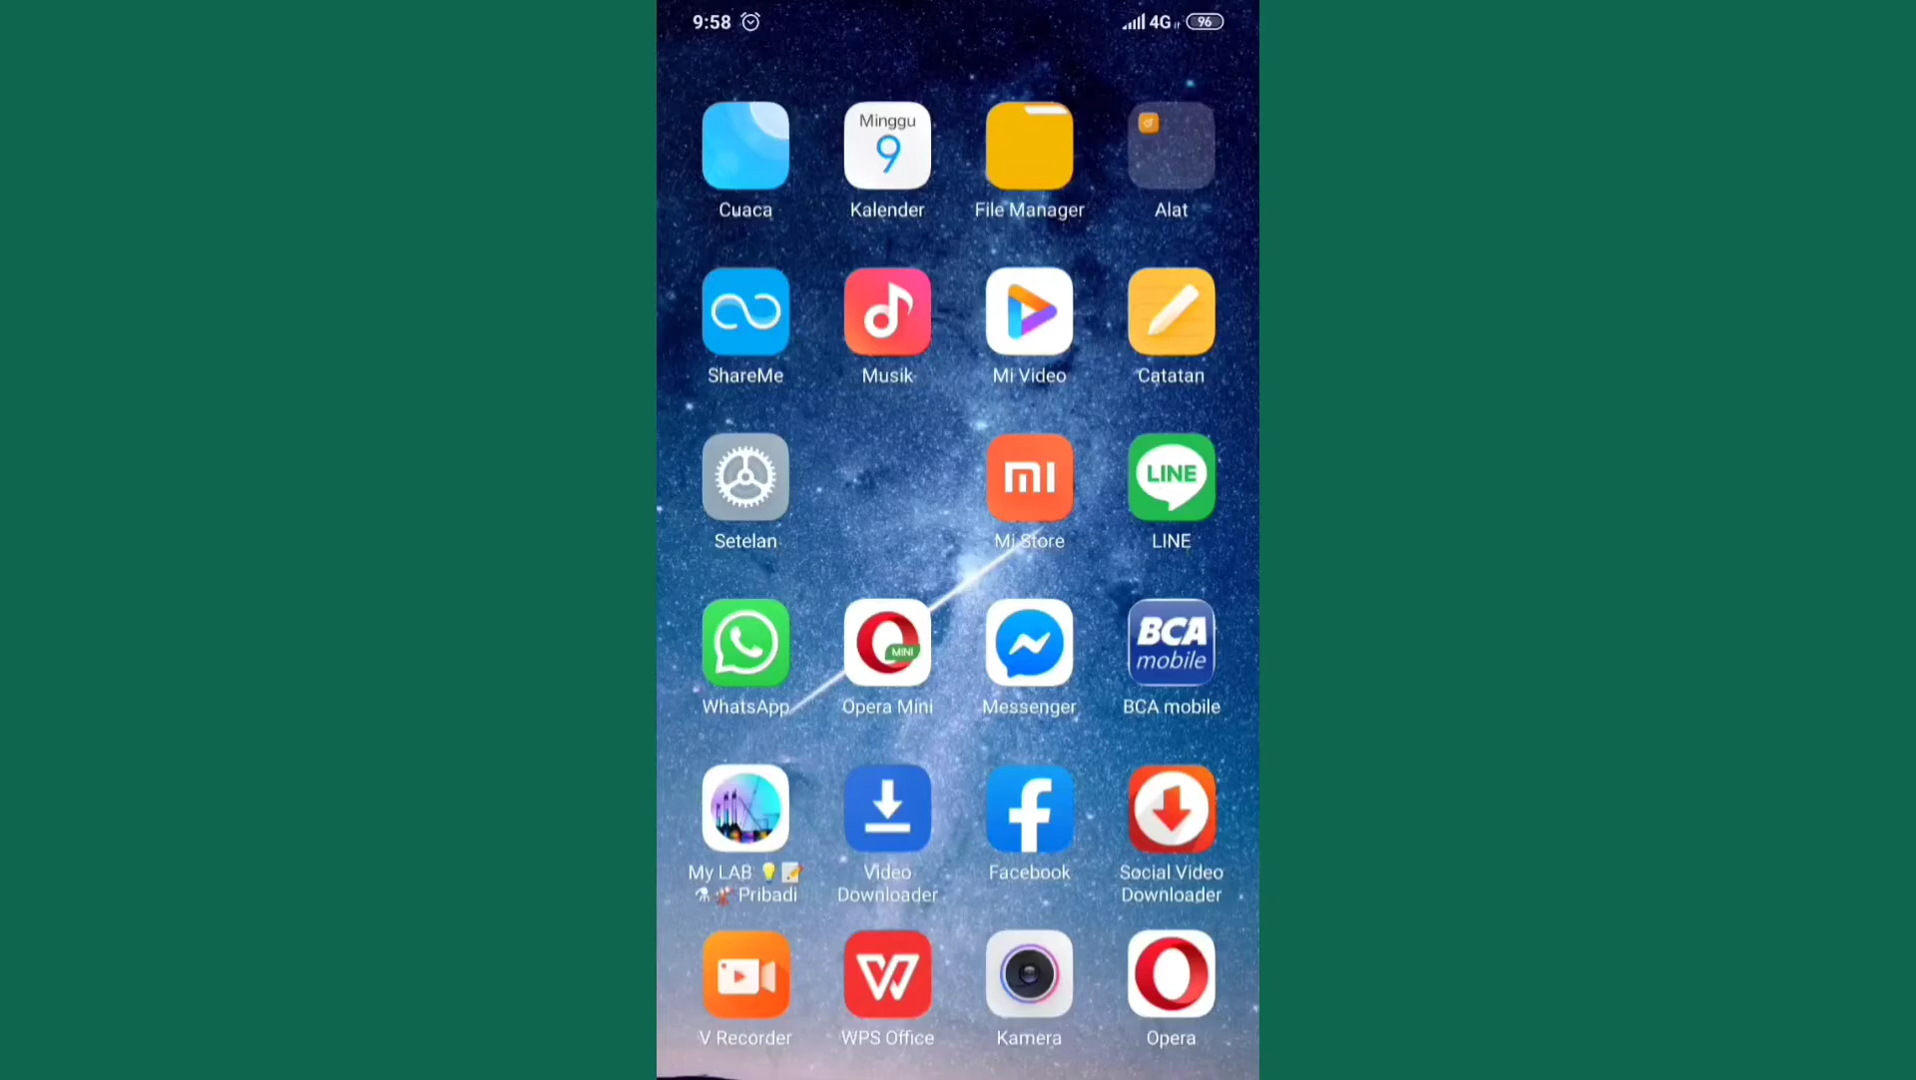 9:58
4G
96
Minggu
9
Cuaca
Kalender
File Manager
Alat
ShareMe
Musik
Mi Video
Catatan
LINE
Setelan
Mi Store
LINE
MINI
BCA
mobile
WhatsApp
Opera Mini
Messenger
BCA mobile
My LAB 💡📝
⚗️🎻 Pribadi
Video
Downloader
Facebook
Social Video
Downloader
V Recorder
WPS Office
Kamera
Opera